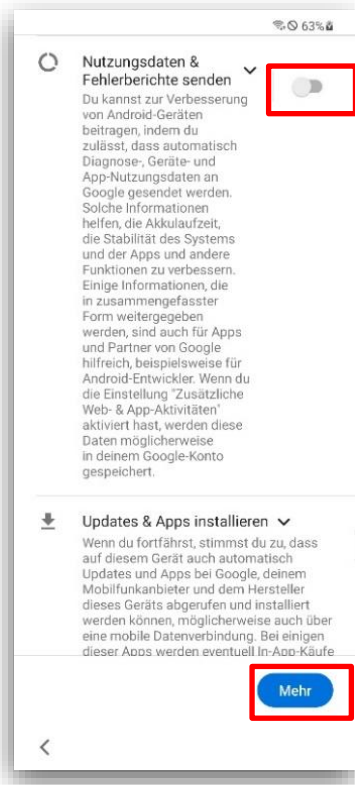 63%
Nutzungsdaten &
Fehlerberichte senden
Du kannst zur Verbesserung
von Android-Geräten
beitragen, indem du
zulässt, dass automatisch
Diagnose-, Geräte- und
App-Nutzungsdaten an
Google gesendet werden.
Solche Informationen
helfen, die Akkulaufzeit,
die Stabilität des Systems
und der Apps und andere
Funktionen zu verbessern.
Einige Informationen, die
in zusammengefasster
Form weitergegeben
werden, sind auch für Apps
und Partner von Google
hilfreich, beispielsweise für
Android-Entwickler. Wenn du
die Einstellung "Zusätzliche
Web- & App-Aktivitäten"
aktiviert hast, werden diese
Daten möglicherweise
in deinem Google-Konto
gespeichert.
Updates & Apps installieren
Wenn du fortfährst, stimmst du zu, dass
auf diesem Gerät auch automatisch
Updates und Apps bei Google, deinem
Mobilfunkanbieter und dem Hersteller
dieses Geräts abgerufen und installiert
werden können, möglicherweise auch über
eine mobile Datenverbindung. Bei einigen
dieser Apps werden eventuell In-App-Käufe
Mehr